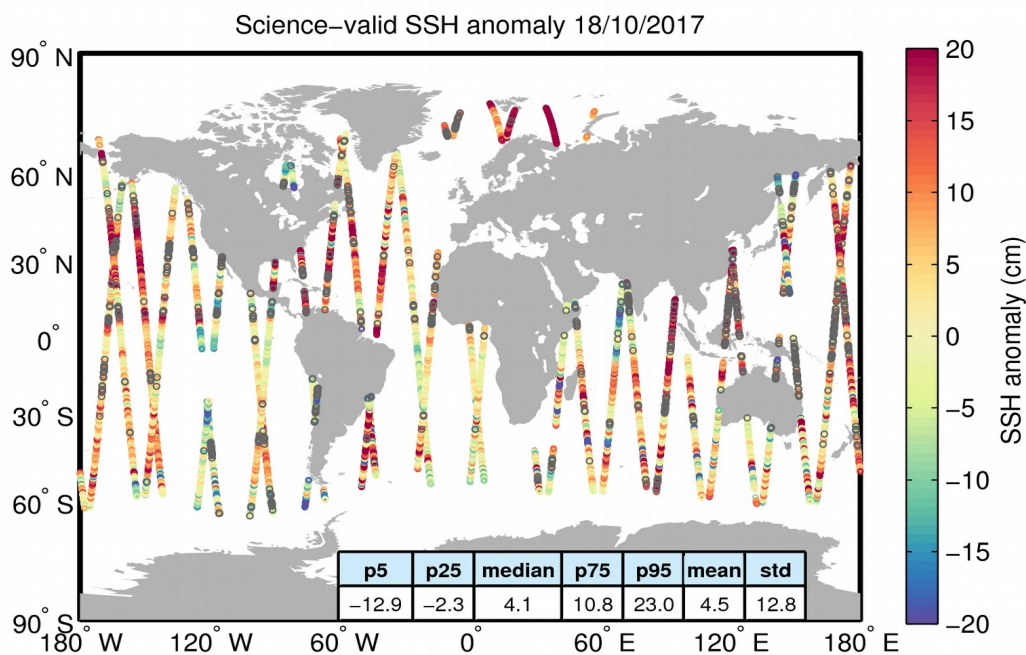 Science−valid SSH anomaly 18/10/2017
90° N
60° N
30° N
0°
30° S
60° S
90° S
180° W
120° W
60° W
0°
60° E
120° E
180° E
p5 p25 median p75 p95 mean std
−12.9 −2.3 4.1 10.8 23.0 4.5 12.8
20
15
10
5
0
−5
−10
−15
−20
SSH anomaly (cm)